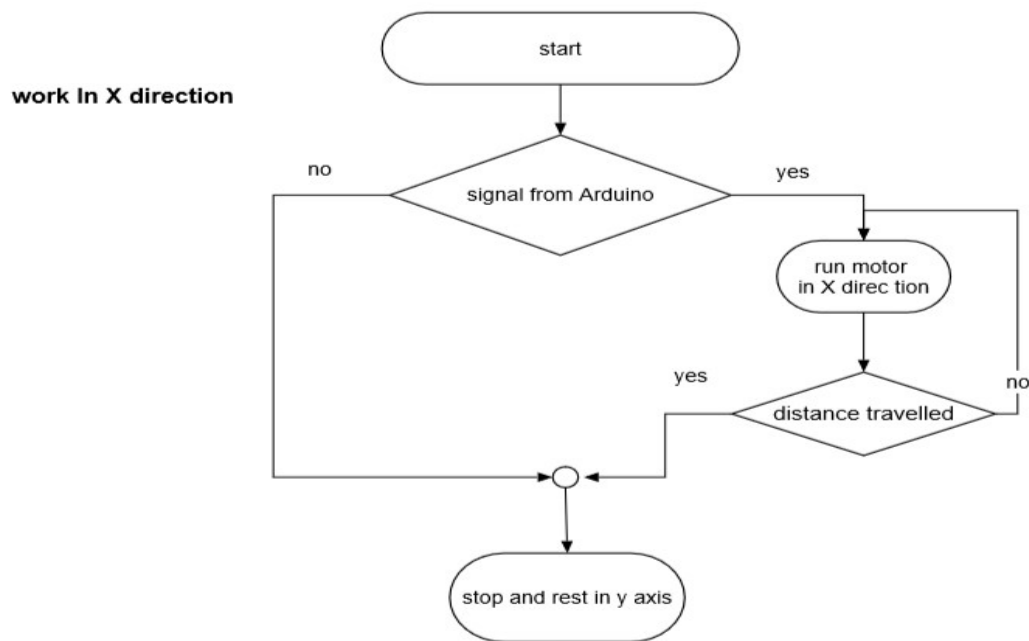 start
work In X direction
no
yes
signal from Arduino
run motor
in X direc tion
yes
no
distance travelled
stop and rest in y axis